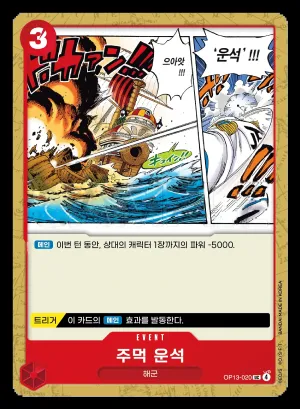 3
으아앗!!!
'운석'!!!
메인 이번 턴 동안, 상대의 캐릭터 1장까지의 파워 -5000.
트리거 이 카드의 메인 효과를 발동한다.
EVENT
주먹 운석
해군
OP13-020